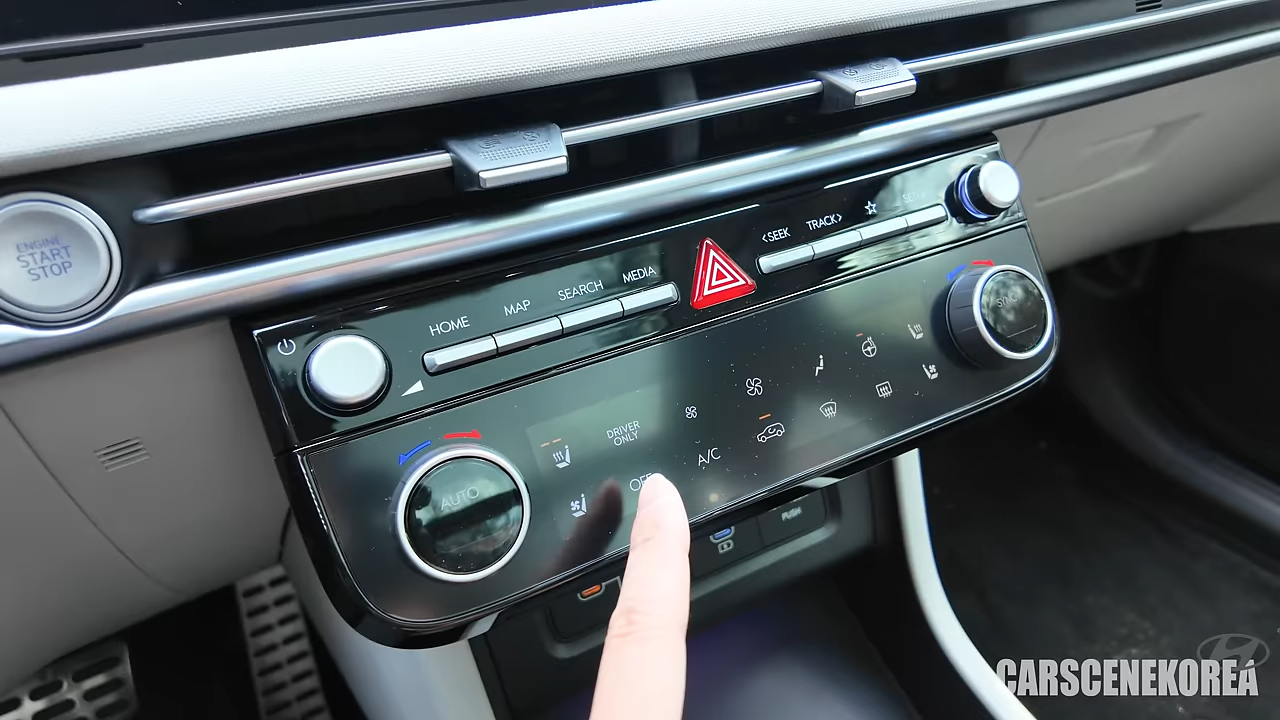 ENGINE
START
STOP
HOME
MAP
SEARCH
MEDIA
<SEEK
TRACK>
AUTO
DRIVER
ONLY
OFF
A/C
SYNC
PUSH
CARSCENEKOREA